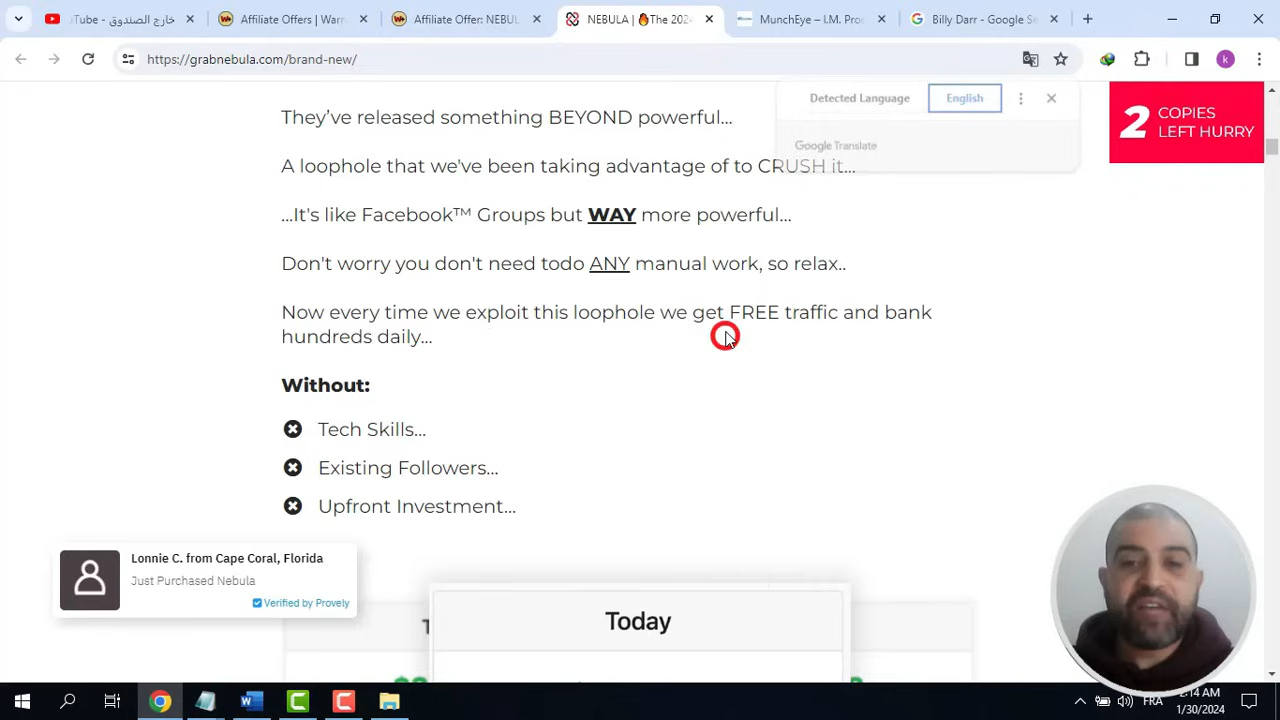 خارج الصندوق - iTube
Affiliate Offers | Warr
Affiliate Offer: NEBUL
NEBULA | 🔥The 2024
MunchEye – I.M. Pro
Billy Darr - Google Se
https://grabnebula.com/brand-new/
k
Detected Language
English
Google Translate
2 COPIES
LEFT HURRY
They’ve released something BEYOND powerful...
A loophole that we've been taking advantage of to CRUSH it...
...It's like Facebook™ Groups but WAY more powerful...
Don't worry you don't need todo ANY manual work, so relax..
Now every time we exploit this loophole we get FREE traffic and bank
hundreds daily...
Without:
Tech Skills...
Existing Followers...
Upfront Investment...
Lonnie C. from Cape Coral, Florida
Just Purchased Nebula
Verified by Provely
Today
FRA
2:14 AM
1/30/2024